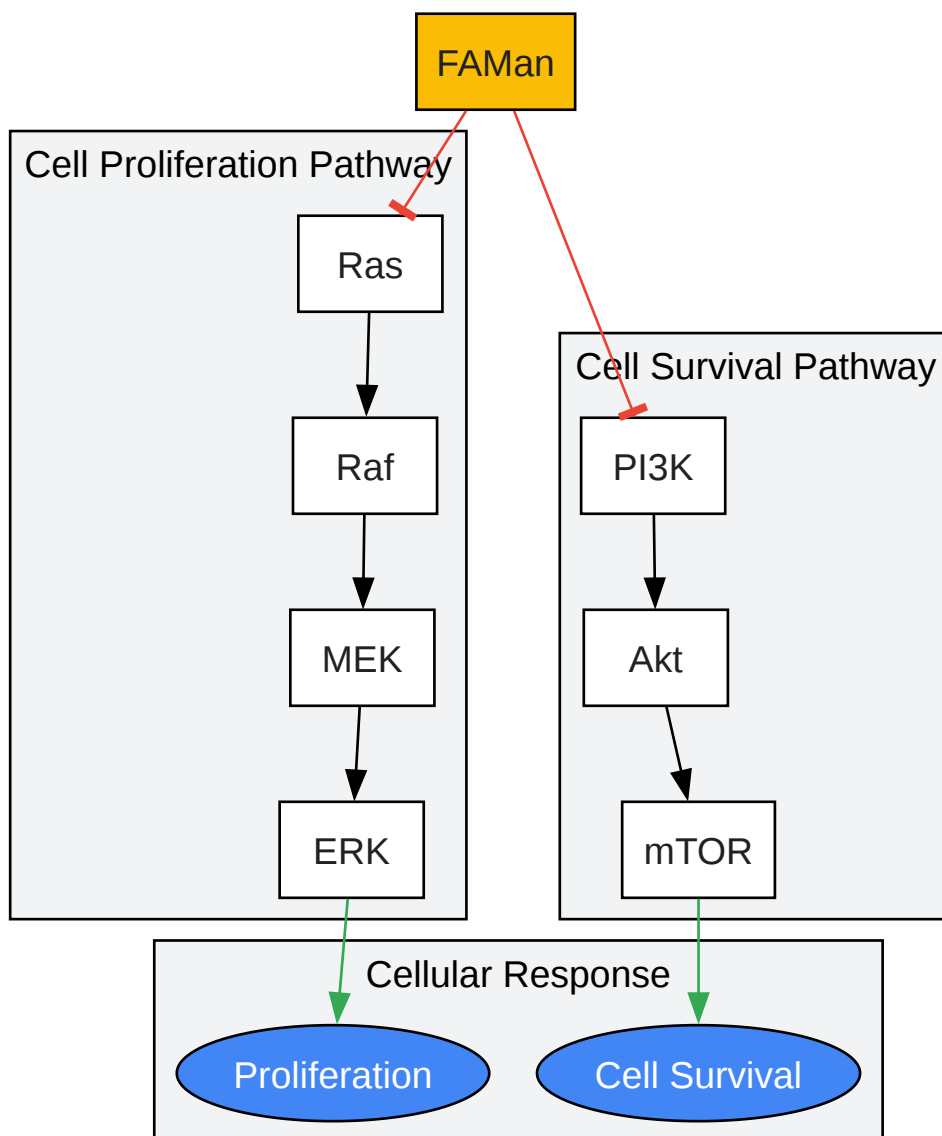 FAMan
Cell Proliferation Pathway
Ras
Raf
MEK
ERK
Cell Survival Pathway
PI3K
Akt
mTOR
Cellular Response
Proliferation
Cell Survival